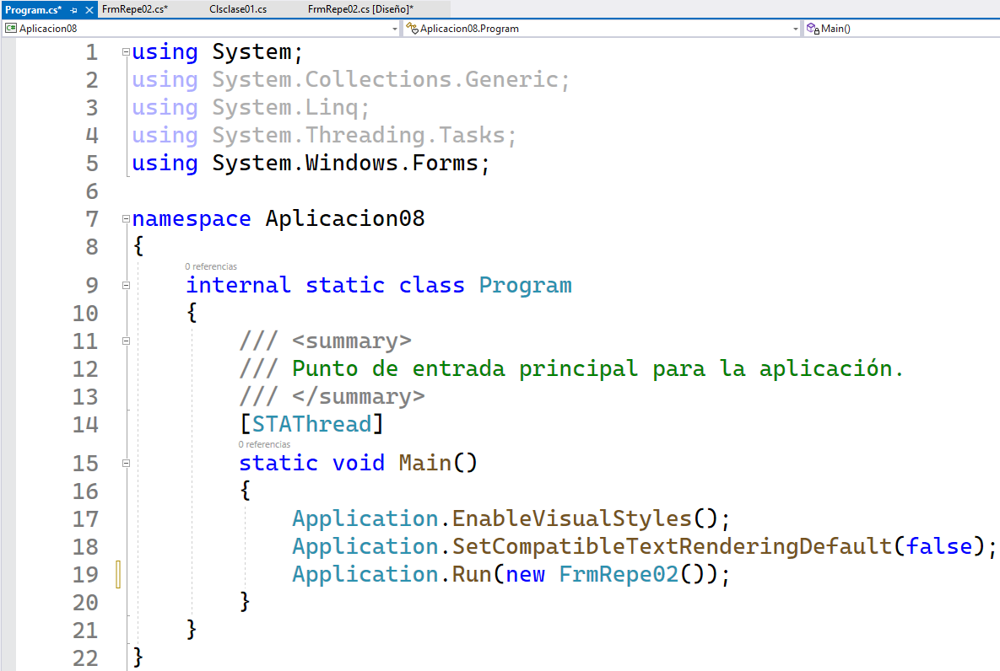 Program.cs* FrmRepe02.cs* Clsclase01.cs FrmRepe02.cs [Diseño]*
C# Aplicacion08 Aplicacion08.Program Main()
1 using System;
2 using System.Collections.Generic;
3 using System.Linq;
4 using System.Threading.Tasks;
5 using System.Windows.Forms;
6
7 namespace Aplicacion08
8 {
0 referencias
9 internal static class Program
10 {
11 /// <summary>
12 /// Punto de entrada principal para la aplicación.
13 /// </summary>
14 [STAThread]
0 referencias
15 static void Main()
16 {
17 Application.EnableVisualStyles();
18 Application.SetCompatibleTextRenderingDefault(false);
19 Application.Run(new FrmRepe02());
20 }
21 }
22 }